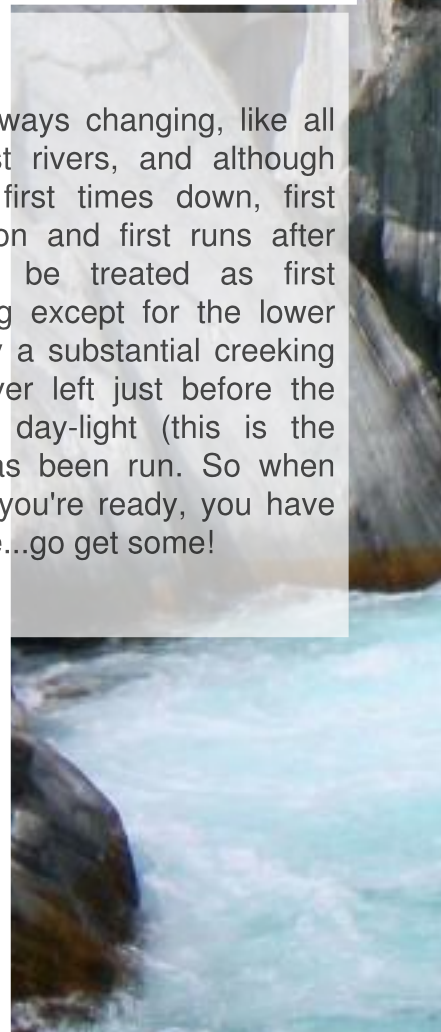 ways changing, like all
st rivers, and although
first times down, first
on and first runs after
be treated as first
g except for the lower
a substantial creeking
ver left just before the
day-light (this is the
as been run. So when
you're ready, you have
e...go get some!